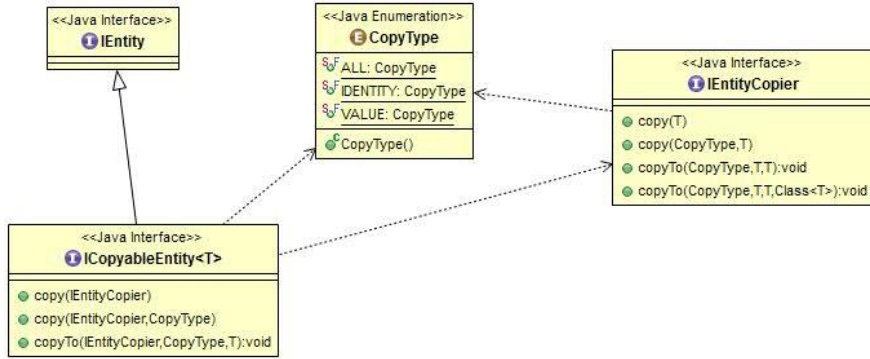 <<Java Interface>>
IEntity
<<Java Enumeration>>
CopyType
ALL: CopyType
IDENTITY: CopyType
VALUE: CopyType
CopyType()
<<Java Interface>>
IEntityCopier
copy(T)
copy(CopyType,T)
copyTo(CopyType,T,T):void
copyTo(CopyType,T,T,Class<T>):void
<<Java Interface>>
ICopyableEntity<T>
copy(IEntityCopier)
copy(IEntityCopier,CopyType)
copyTo(IEntityCopier,CopyType,T):void